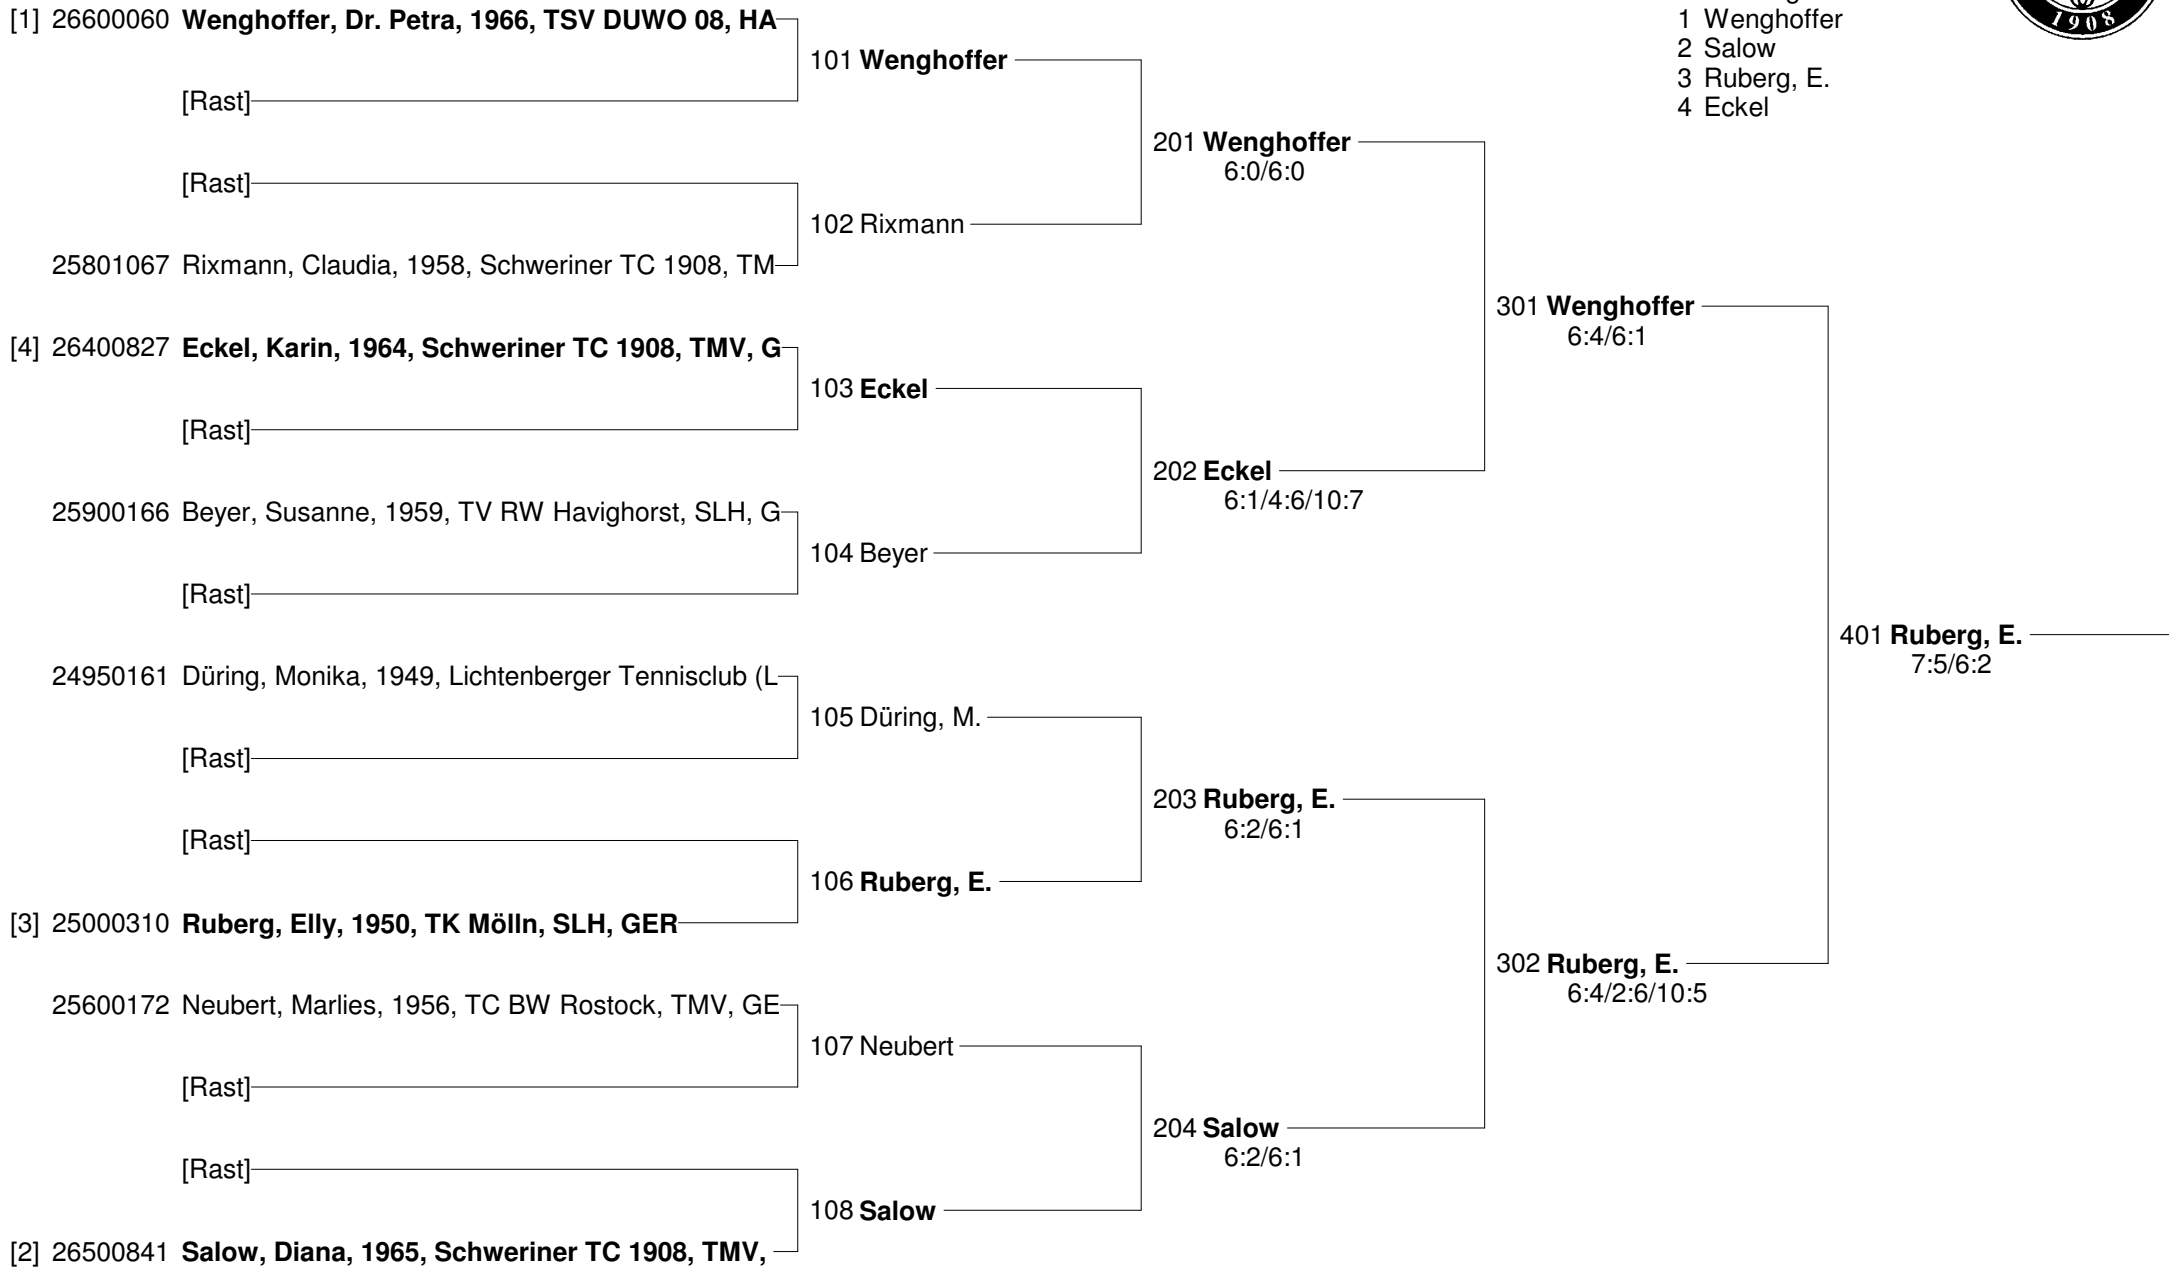 [1] 26600060 Wenghoffer, Dr. Petra, 1966, TSV DUWO 08, HA
[Rast]
101 Wenghoffer
[Rast]
25801067 Rixmann, Claudia, 1958, Schweriner TC 1908, TM
102 Rixmann
201 Wenghoffer
6:0/6:0
[4] 26400827 Eckel, Karin, 1964, Schweriner TC 1908, TMV, G
[Rast]
103 Eckel
25900166 Beyer, Susanne, 1959, TV RW Havighorst, SLH, G
[Rast]
104 Beyer
202 Eckel
6:1/4:6/10:7
301 Wenghoffer
6:4/6:1
24950161 Düring, Monika, 1949, Lichtenberger Tennisclub (L
[Rast]
105 Düring, M.
[Rast]
[3] 25000310 Ruberg, Elly, 1950, TK Mölln, SLH, GER
106 Ruberg, E.
203 Ruberg, E.
6:2/6:1
25600172 Neubert, Marlies, 1956, TC BW Rostock, TMV, GE
[Rast]
107 Neubert
[Rast]
[2] 26500841 Salow, Diana, 1965, Schweriner TC 1908, TMV,
108 Salow
204 Salow
6:2/6:1
302 Ruberg, E.
6:4/2:6/10:5
401 Ruberg, E.
7:5/6:2
1 Wenghoffer
2 Salow
3 Ruberg, E.
4 Eckel
1908